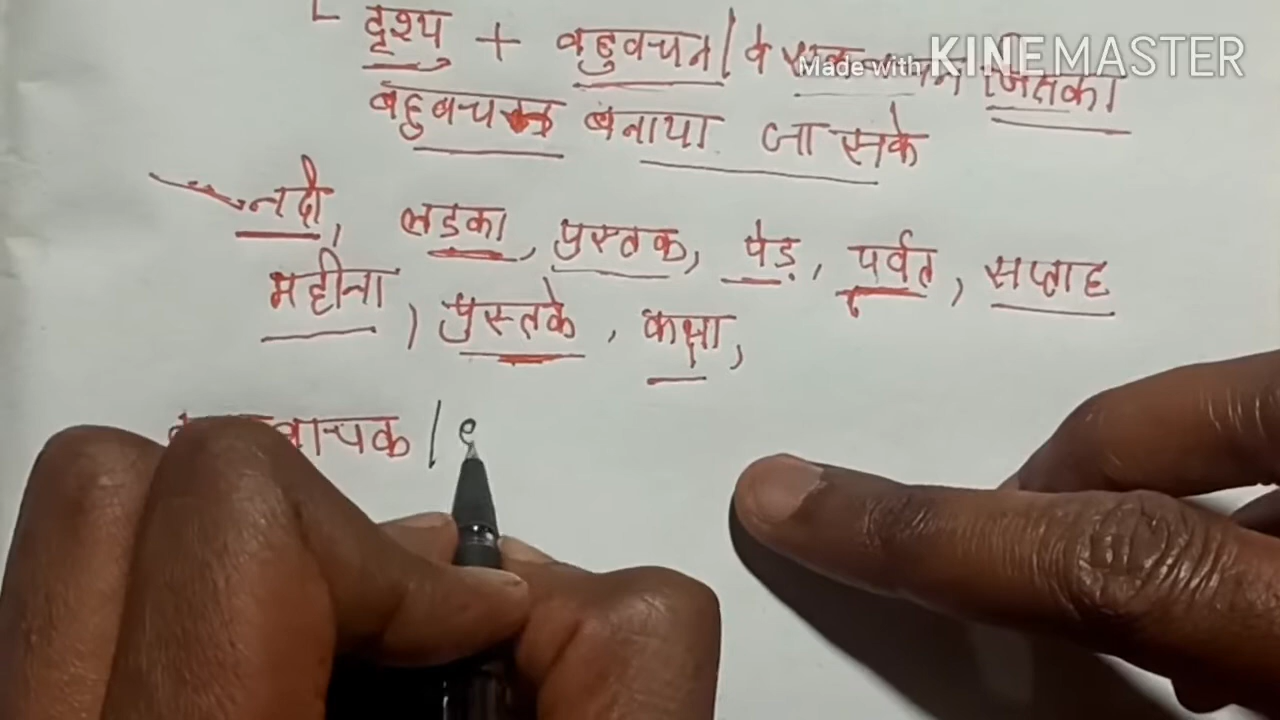 दृश्य + बहुवचन / वे जिसका
बहुवचन बनाया जा सके
नदी, लड़का, पुस्तक, पेड़, पर्वत, सप्ताह
महीना, पुस्तके, कक्षा,
वाचक /
Made with KINEMASTER